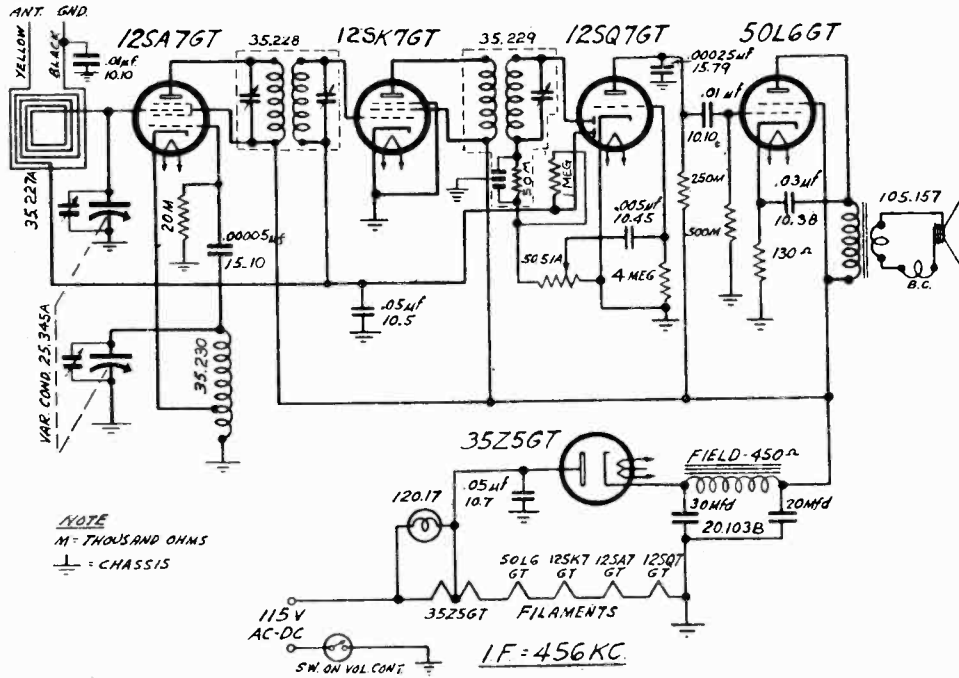 ANT. GND.
YELLOW
BLACK
.01µf.
10.10
12SA7GT
35.228
12SK7GT
35.229
12SQ7GT
.00025µf
15.79
50L6GT
.01µf
10.10
35.227A
20M
.00005µf
15.10
50M
MEG
250M
500M
.03µf
10.38
105.157
130Ω
B.C.
.005µf
10.45
5051A
4 MEG
.05µf
10.5
VAR. COND. 25.345A
35.230
35Z5GT
FIELD-450Ω
.05µf
10.7
30Mfd
20Mfd
20.103B
120.17
NOTE
M = THOUSAND OHMS
= CHASSIS
50L6 GT
12SK7 GT
12SA7 GT
12SQ7 GT
35Z5GT
FILAMENTS
115 V
AC-DC
SW. ON VOL. CONT.
I.F. = 456 KC.